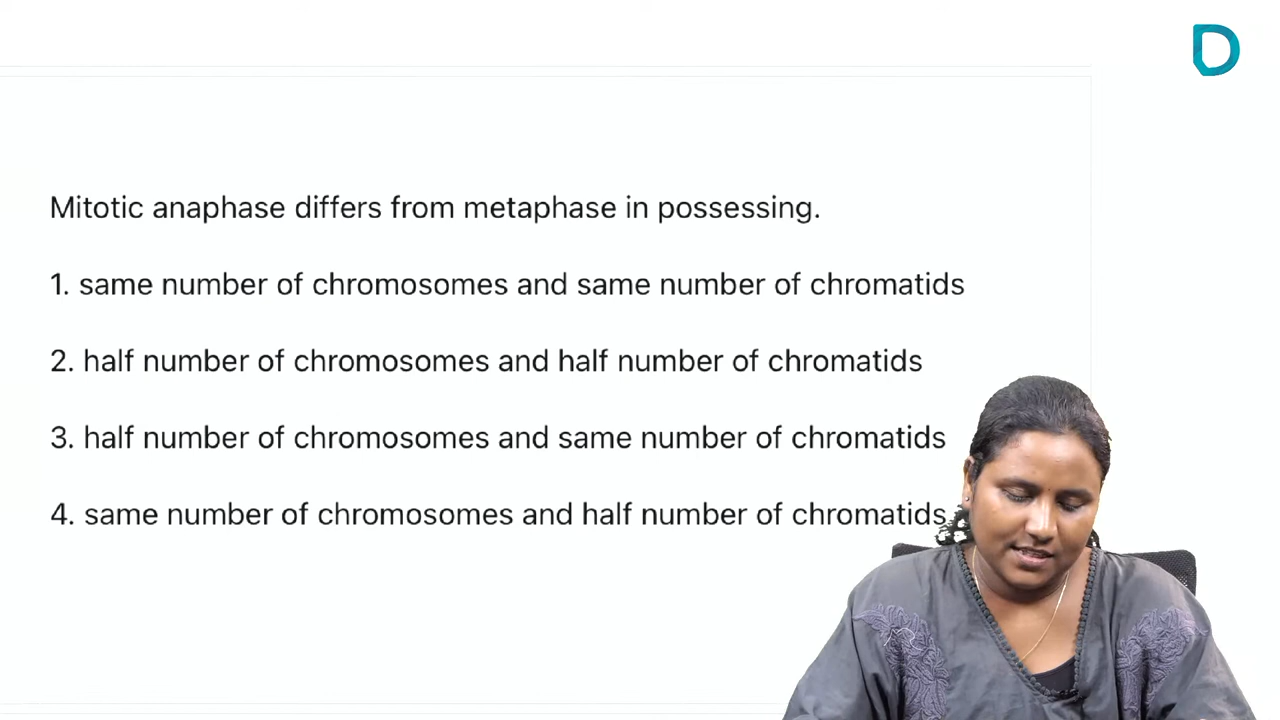 D
Mitotic anaphase differs from metaphase in possessing.
1. same number of chromosomes and same number of chromatids
2. half number of chromosomes and half number of chromatids
3. half number of chromosomes and same number of chromatids
4. same number of chromosomes and half number of chromatids